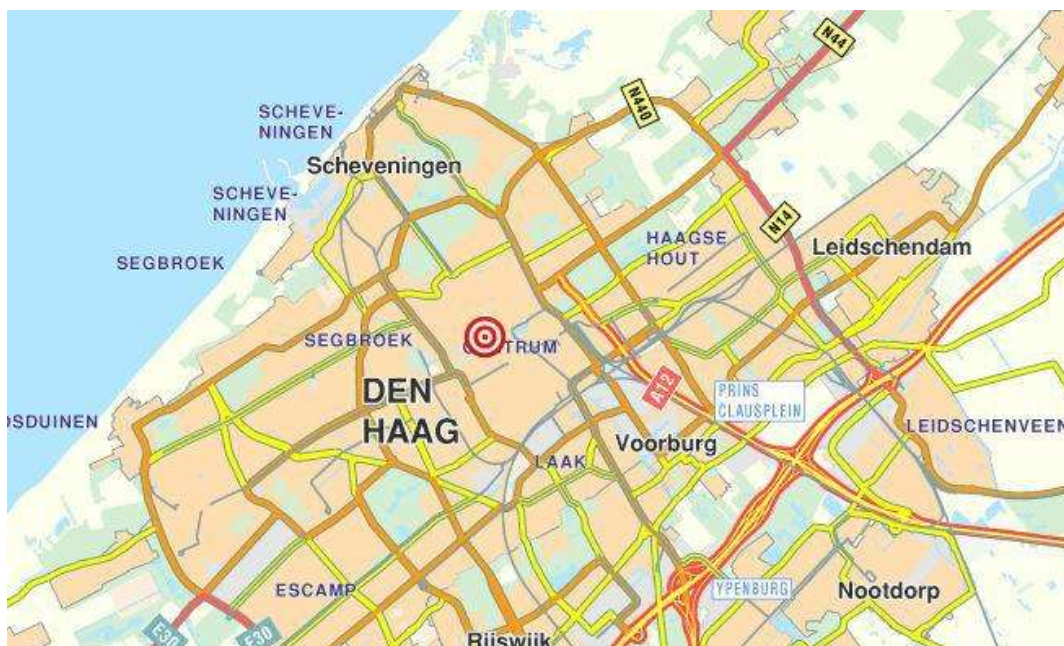 N44
N440
SCHEVE-
NINGEN
Scheveningen
SCHEVE-
NINGEN
N14
HAAGSE
HOUT
Leidschendam
SEGBROEK
SEGBROEK
DEN
HAAG
A12
PRINS
CLAUSPLEIN
OSDUINEN
Voorburg
LEIDSCHENVEEN
LAAK
ESCAMP
YPENBURG
Nootdorp
E30
E30
Rijswijk